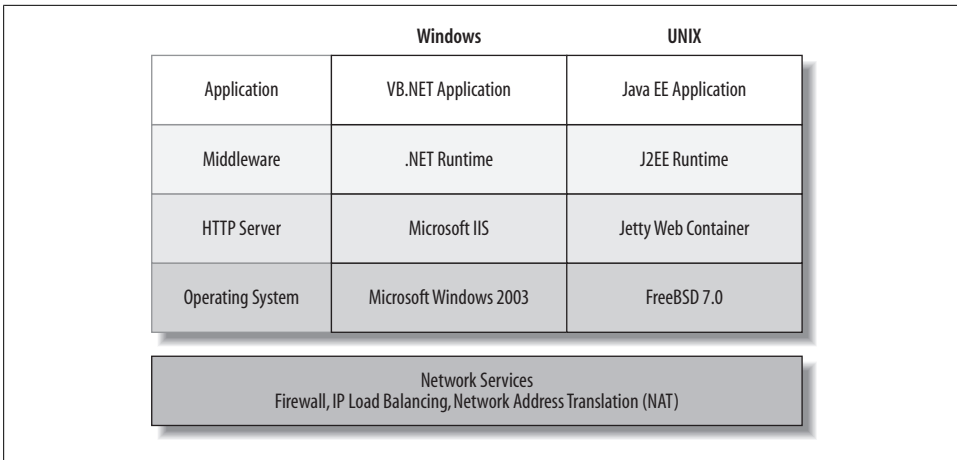 Windows UNIX
Application VB.NET Application Java EE Application
Middleware .NET Runtime J2EE Runtime
HTTP Server Microsoft IIS Jetty Web Container
Operating System Microsoft Windows 2003 FreeBSD 7.0
Network Services
Firewall, IP Load Balancing, Network Address Translation (NAT)